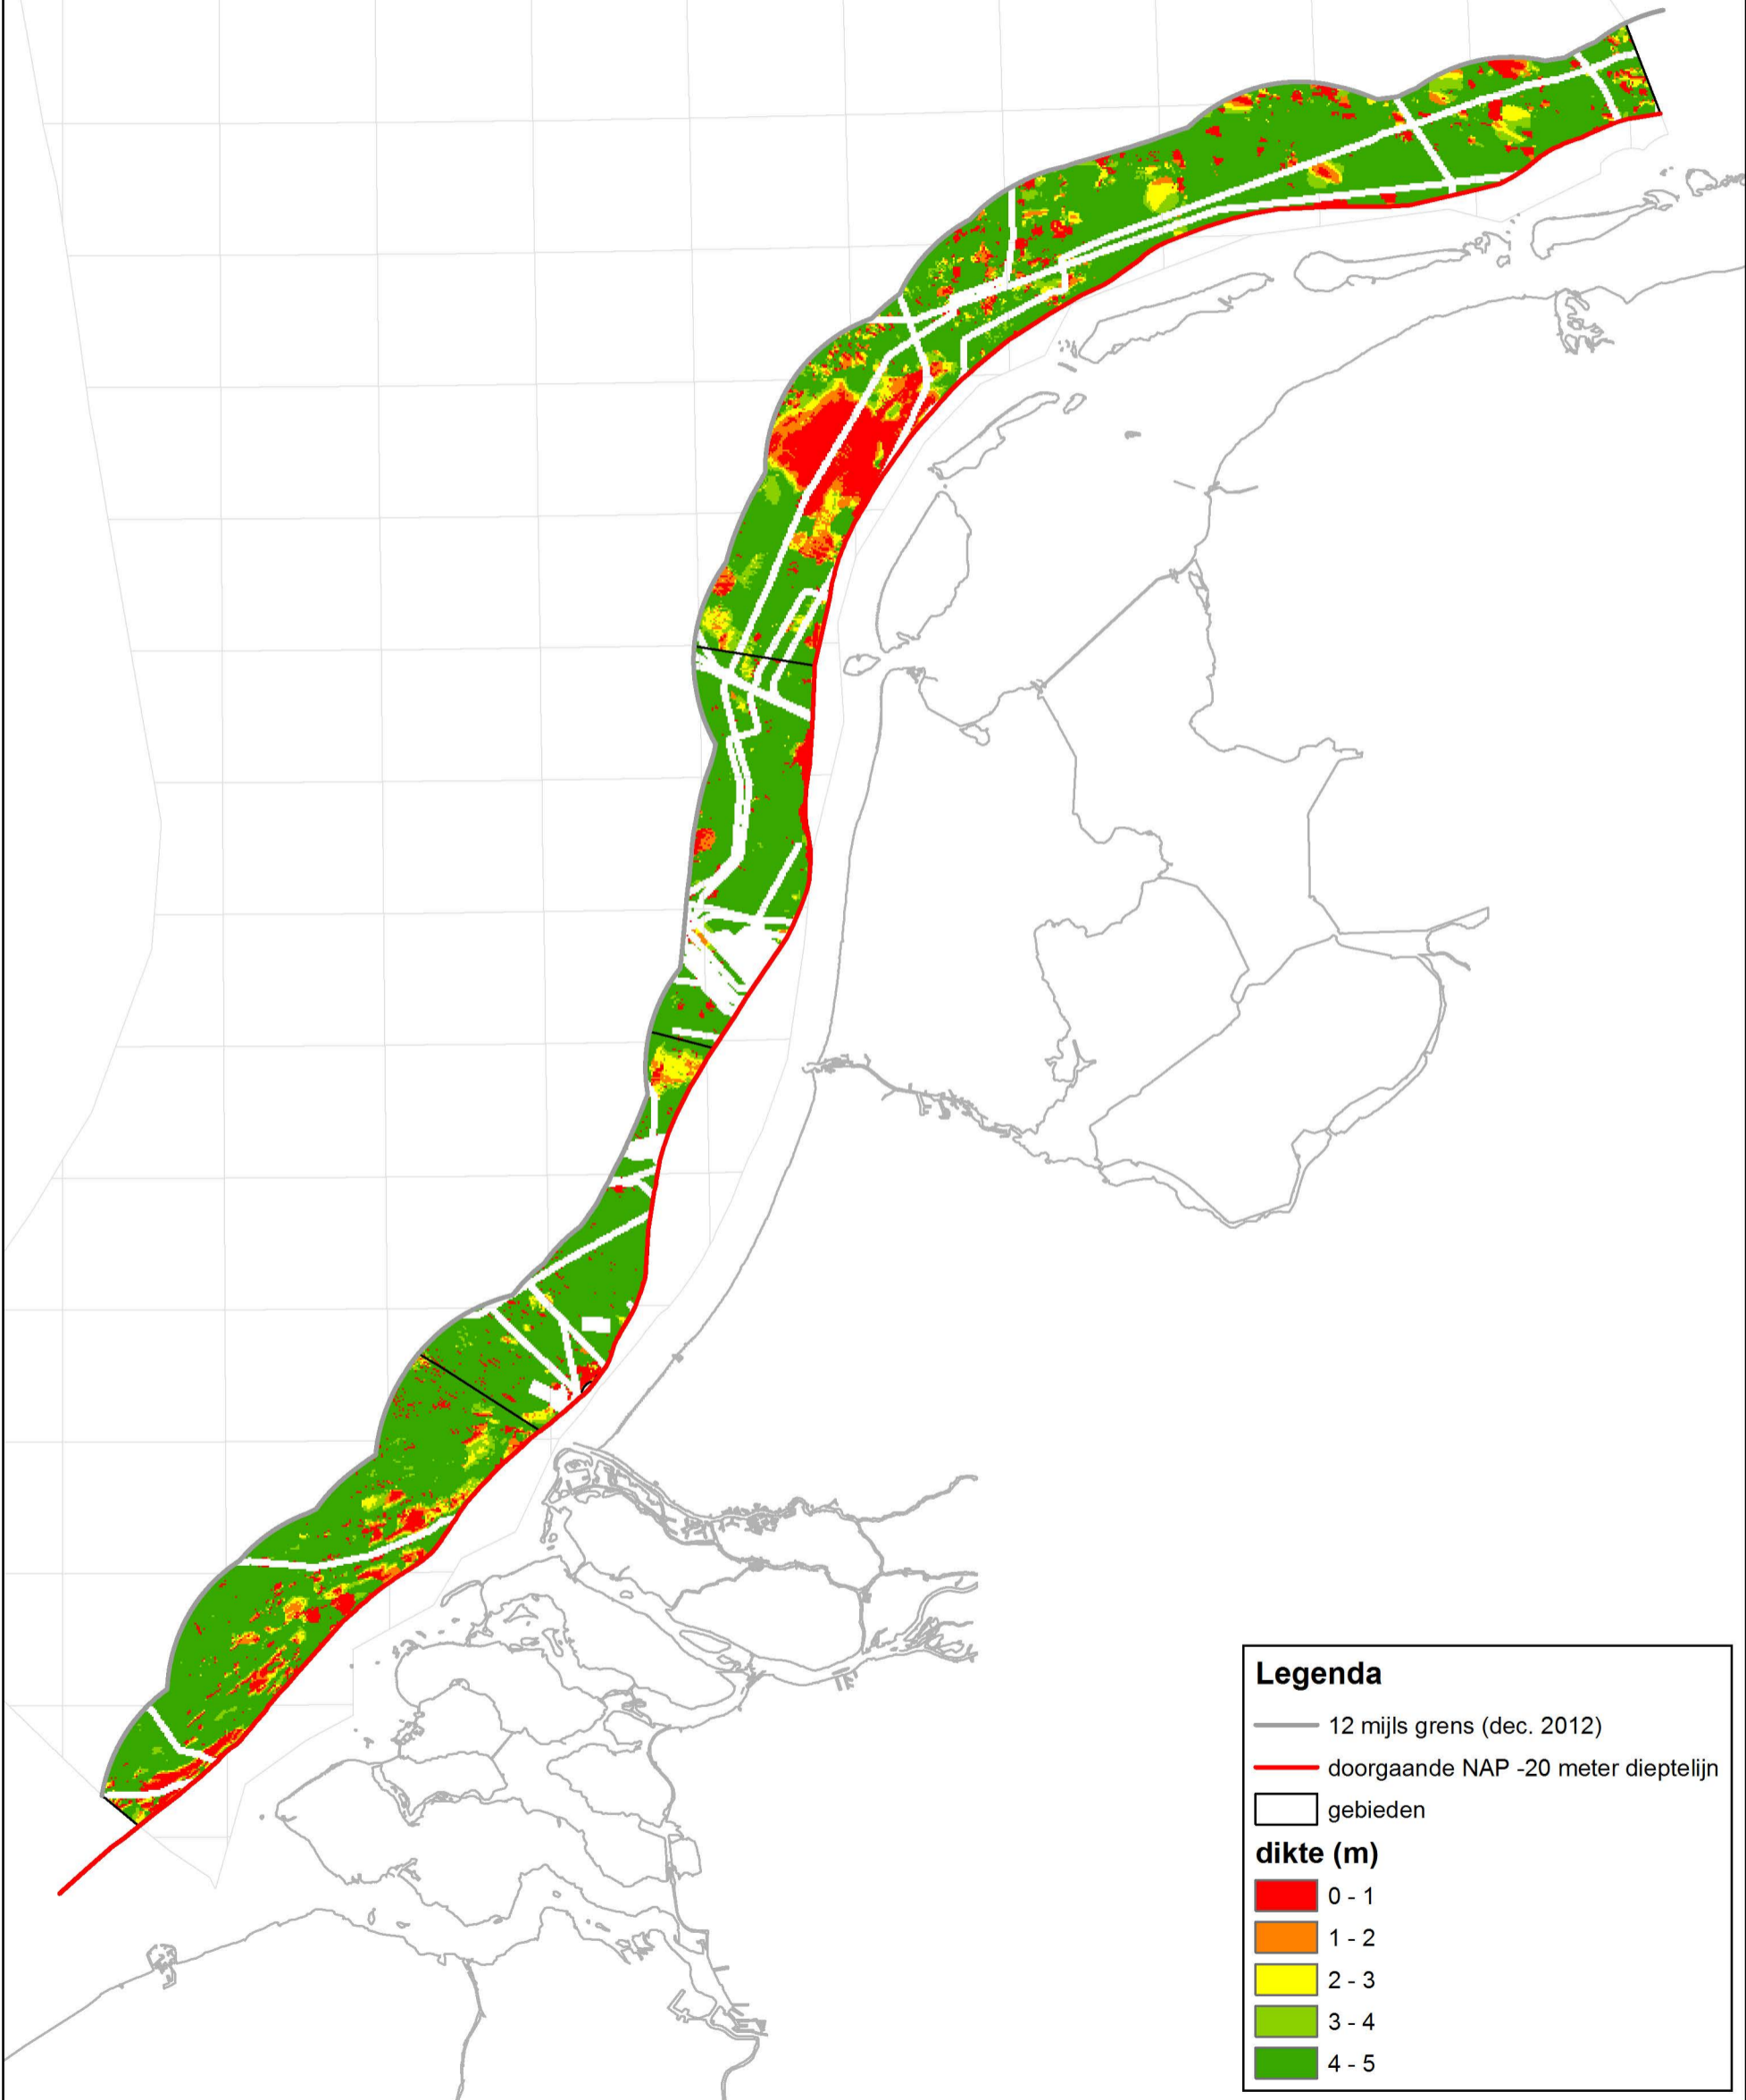 Legenda
12 mijls grens (dec. 2012)
doorgaande NAP -20 meter dieptelijn
gebieden
dikte (m)
0 - 1
1 - 2
2 - 3
3 - 4
4 - 5